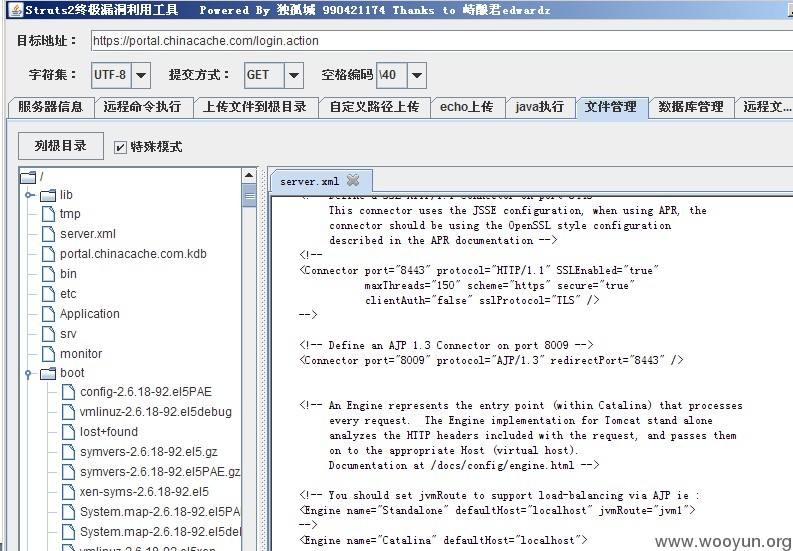 Struts2终极漏洞利用工具 Powered By 独孤城 990421174 Thanks to 峙酿君edwardz
目标地址： https://portal.chinacache.com/login.action
字符集： UTF-8 提交方式： GET 空格编码 \40
服务器信息 远程命令执行 上传文件到根目录 自定义路径上传 echo上传 java执行 文件管理 数据库管理 远程文...
列根目录 特殊模式
/
lib
tmp
server.xml
portal.chinacache.com.kdb
bin
etc
Application
srv
monitor
boot
config-2.6.18-92.el5PAE
vmlinuz-2.6.18-92.el5debug
lost+found
symvers-2.6.18-92.el5.gz
symvers-2.6.18-92.el5PAE.gz
xen-syms-2.6.18-92.el5
System.map-2.6.18-92.el5PA
System.map-2.6.18-92.el5del
vmlinuz-2.6.18-92.el5xen
server.xml
<!-- Define a SSL HTTP/1.1 Connector on port 8443
This connector uses the JSSE configuration, when using APR, the
connector should be using the OpenSSL style configuration
described in the APR documentation -->
<!--
<Connector port="8443" protocol="HTTP/1.1" SSLEnabled="true"
maxThreads="150" scheme="https" secure="true"
clientAuth="false" sslProtocol="TLS" />
-->
<!-- Define an AJP 1.3 Connector on port 8009 -->
<Connector port="8009" protocol="AJP/1.3" redirectPort="8443" />
<!-- An Engine represents the entry point (within Catalina) that processes
every request. The Engine implementation for Tomcat stand alone
analyzes the HTTP headers included with the request, and passes them
on to the appropriate Host (virtual host).
Documentation at /docs/config/engine.html -->
<!-- You should set jvmRoute to support load-balancing via AJP ie :
<Engine name="Standalone" defaultHost="localhost" jvmRoute="jvm1">
-->
<Engine name="Catalina" defaultHost="localhost">
www.wooyun.org